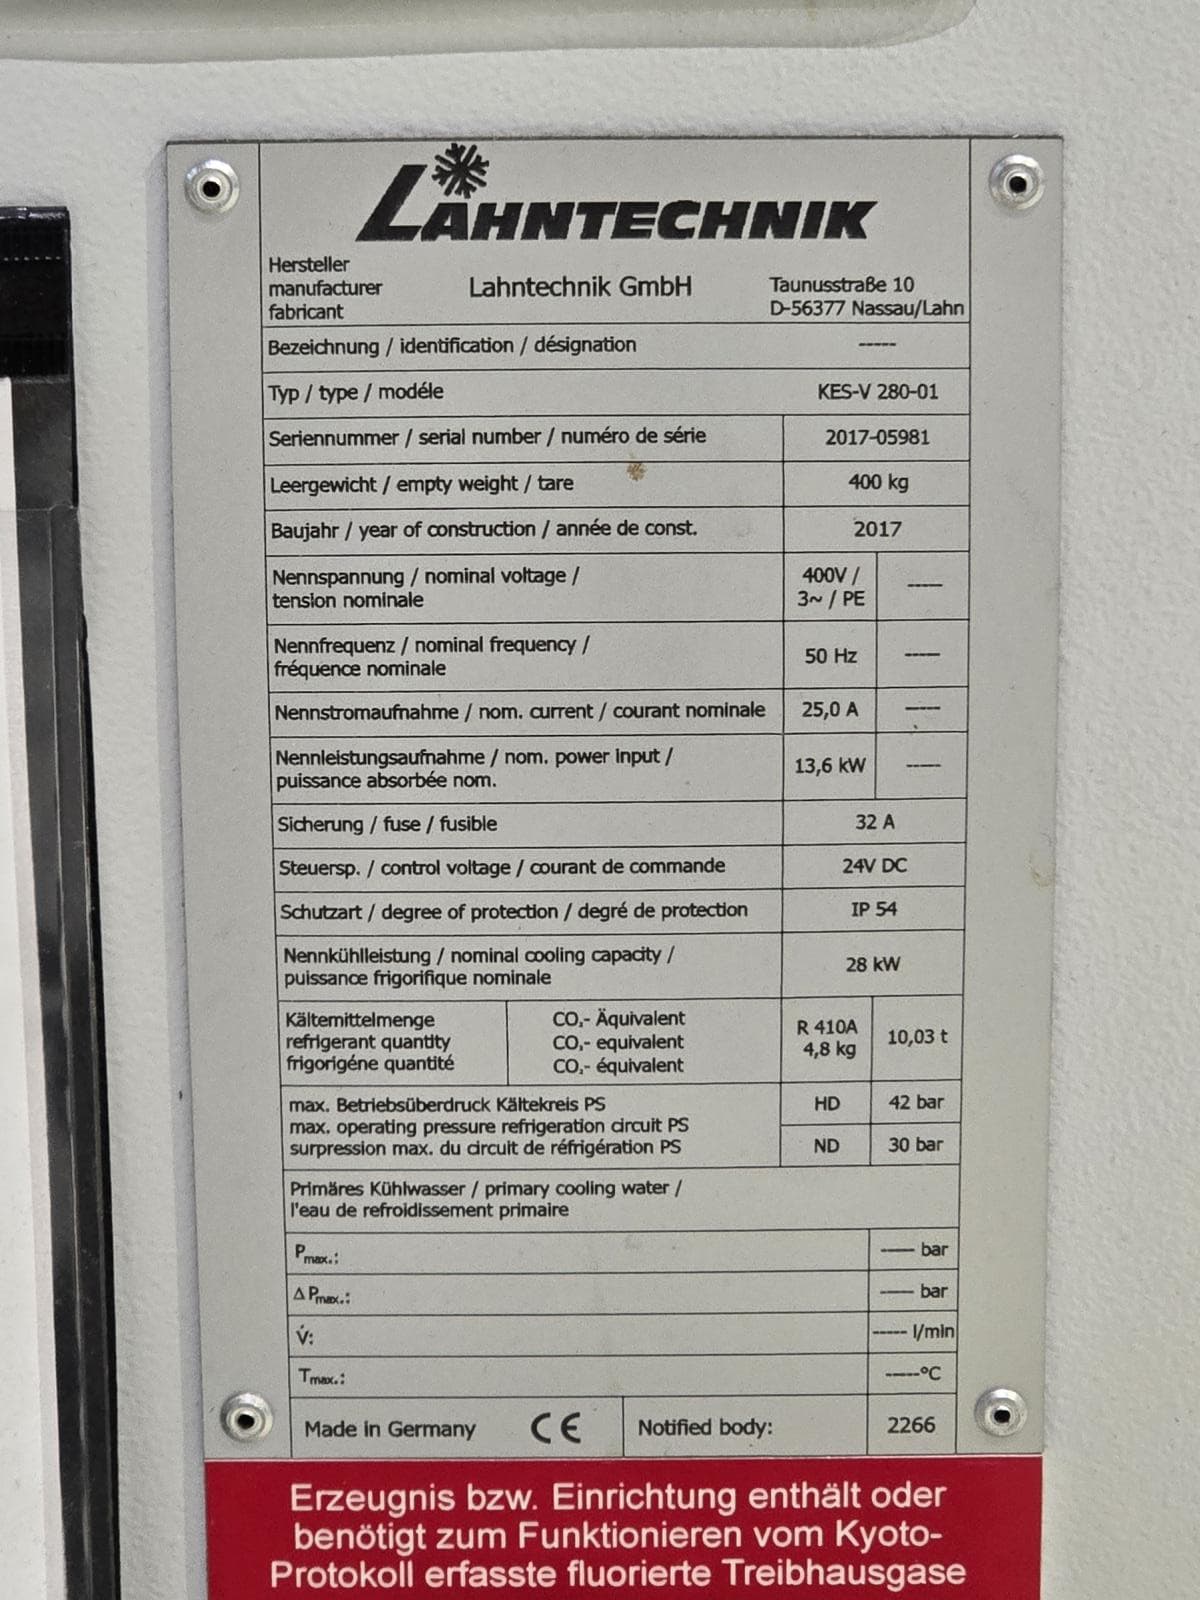 LAHNTECHNIK
Hersteller
manufacturer
fabricant
Lahntechnik GmbH
Taunusstraße 10
D-56377 Nassau/Lahn
Bezeichnung / identification / désignation -----
Typ / type / modéle KES-V 280-01
Seriennummer / serial number / numéro de série 2017-05981
Leergewicht / empty weight / tare 400 kg
Baujahr / year of construction / année de const. 2017
Nennspannung / nominal voltage /
tension nominale
400V /
3~ / PE
-----
Nennfrequenz / nominal frequency /
fréquence nominale
50 Hz -----
Nennstromaufnahme / nom. current / courant nominale 25,0 A -----
Nennleistungsaufnahme / nom. power input /
puissance absorbée nom.
13,6 kW -----
Sicherung / fuse / fusible 32 A
Steuersp. / control voltage / courant de commande 24V DC
Schutzart / degree of protection / degré de protection IP 54
Nennkühlleistung / nominal cooling capacity /
puissance frigorifique nominale
28 kW
Kältemittelmenge
refrigerant quantity
frigorigéne quantité
CO₂- Äquivalent
CO₂- equivalent
CO₂- équivalent
R 410A
4,8 kg
10,03 t
max. Betriebsüberdruck Kältekreis PS
max. operating pressure refrigeration circuit PS
surpression max. du circuit de réfrigération PS
HD 42 bar
ND 30 bar
Primäres Kühlwasser / primary cooling water /
l'eau de refroidissement primaire
Pmax.: ----- bar
Δ Pmax.: ----- bar
V̇: ----- l/min
Tmax.: -----°C
Made in Germany CE Notified body: 2266
Erzeugnis bzw. Einrichtung enthält oder
benötigt zum Funktionieren vom Kyoto-
Protokoll erfasste fluorierte Treibhausgase